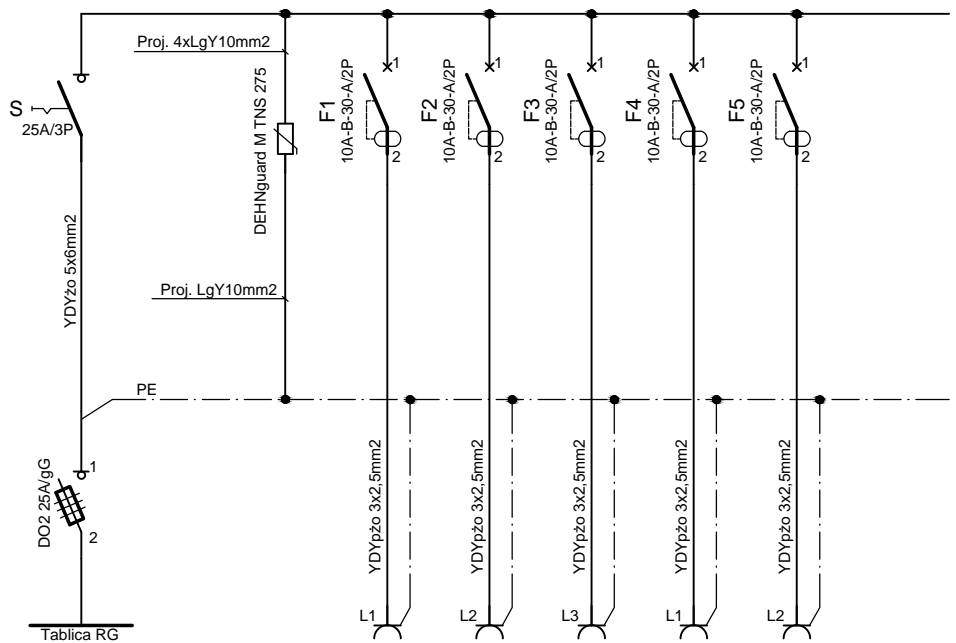 Proj. 4xLgY10mm2
S
25A/3P
DEHNguard M TNS 275
F1
10A-B-30-A/2P
1
2
F2
10A-B-30-A/2P
1
2
F3
10A-B-30-A/2P
1
2
F4
10A-B-30-A/2P
1
2
F5
10A-B-30-A/2P
1
2
YDYżo 5x6mm2
Proj. LgY10mm2
PE
DO2 25A/gG
1
2
YDYpżo 3x2,5mm2
YDYpżo 3x2,5mm2
YDYpżo 3x2,5mm2
YDYpżo 3x2,5mm2
YDYpżo 3x2,5mm2
L1
L2
L3
L1
L2
Tablica RG